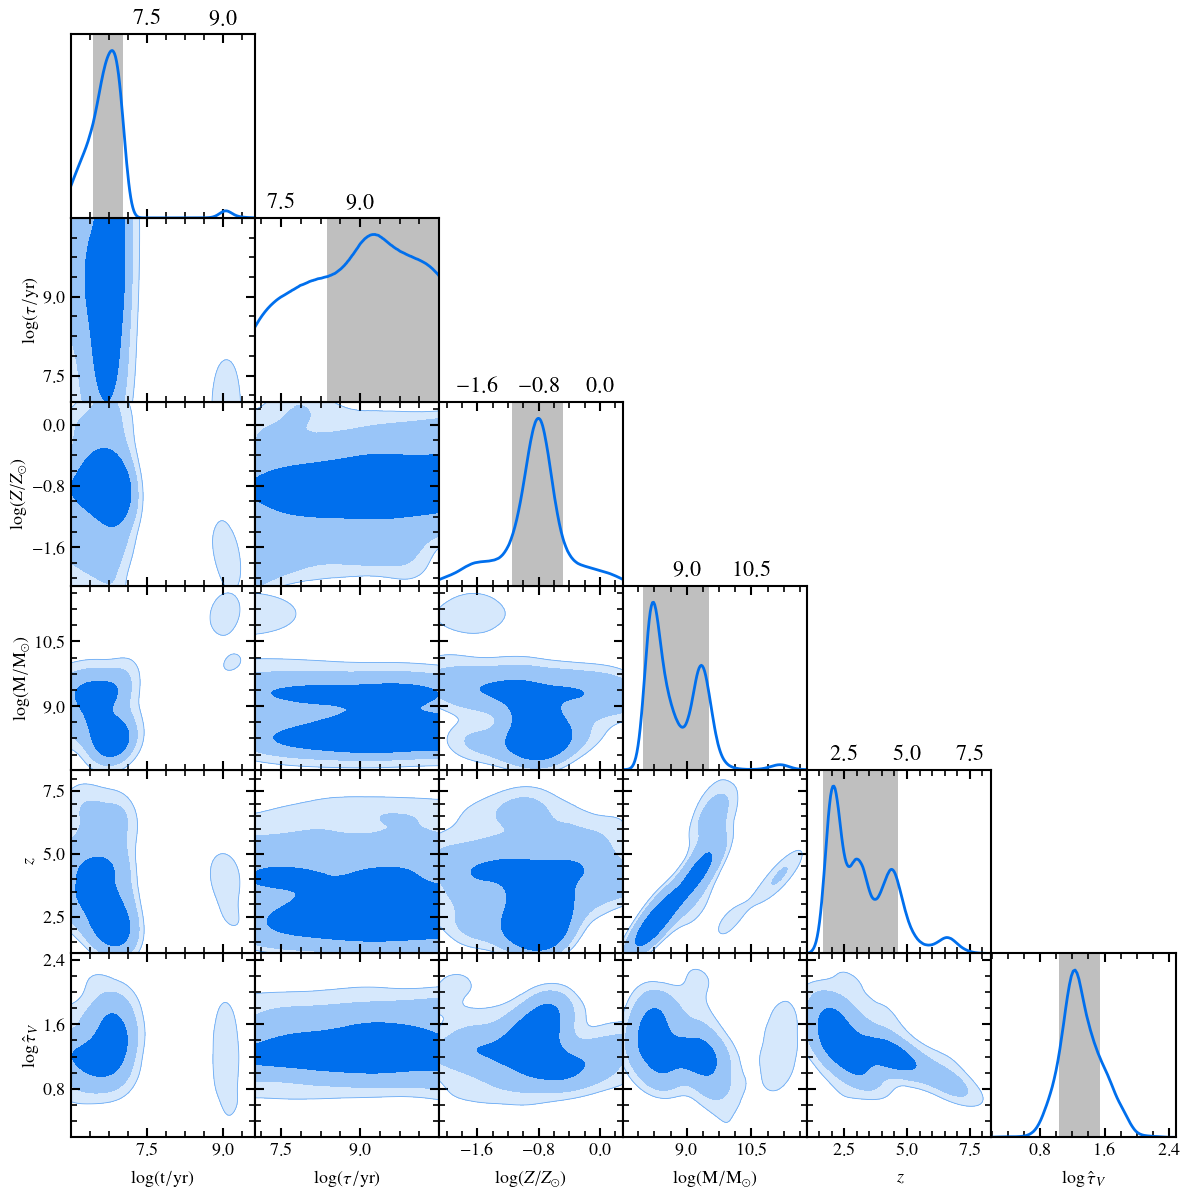 7.5 9.0
7.5 9.0
log(τ/yr)
9.0
7.5
−1.6 −0.8 0.0
log(Z/Z⊙)
0.0
−0.8
−1.6
9.0 10.5
log(M/M⊙)
10.5
9.0
2.5 5.0 7.5
z
7.5
5.0
2.5
log τ̂V
2.4
1.6
0.8
7.5 9.0 7.5 9.0 −1.6 −0.8 0.0 9.0 10.5 2.5 5.0 7.5 0.8 1.6 2.4
log(t/yr) log(τ/yr) log(Z/Z⊙) log(M/M⊙) z log τ̂V